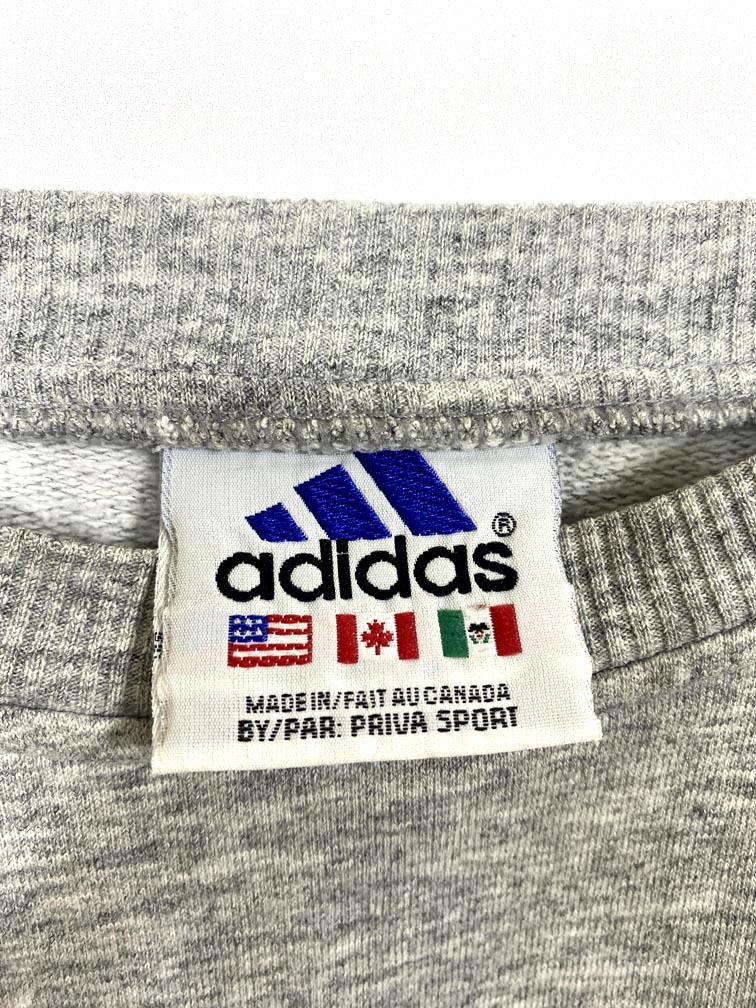 adidas®
MADE IN/FAIT AU CANADA
BY/PAR: PRIVA SPORT